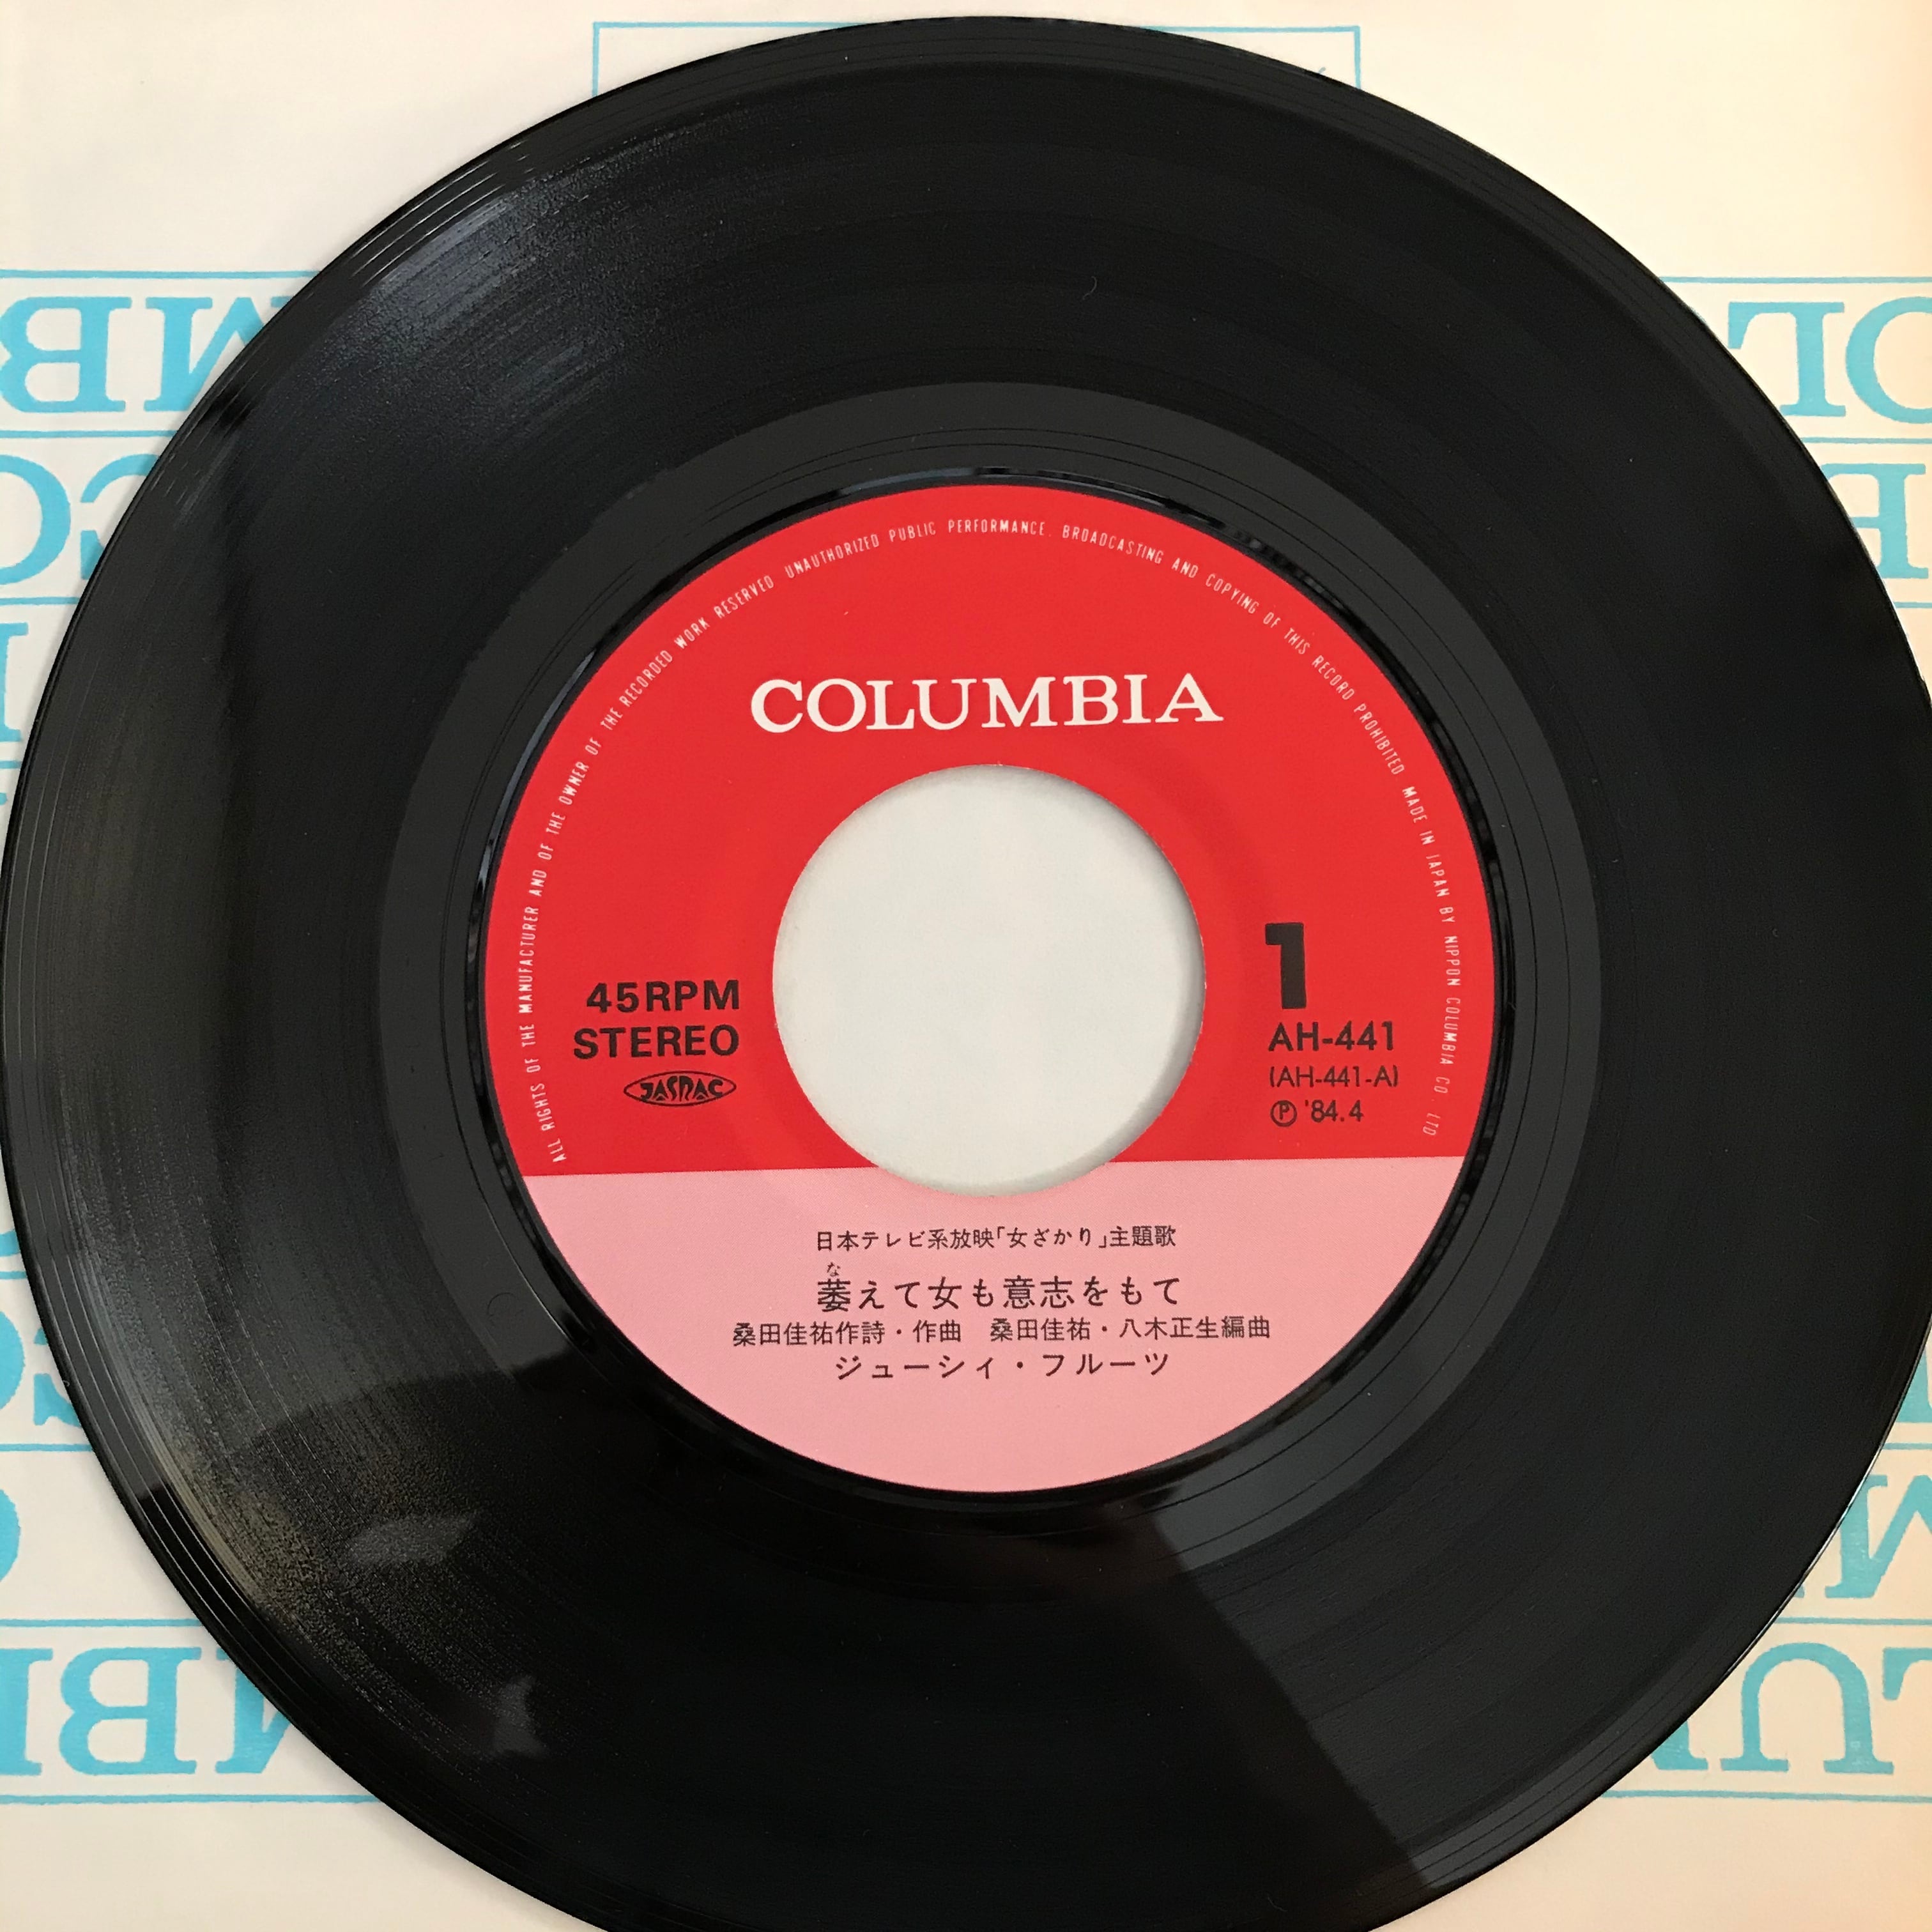 ALL RIGHTS OF THE MANUFACTURER AND OF THE OWNER OF THE RECORDED WORK RESERVED. UNAUTHORIZED PUBLIC PERFORMANCE. BROADCASTING AND COPYING OF THIS RECORD PROHIBITED. MADE IN JAPAN BY NIPPON COLUMBIA CO. LTD
COLUMBIA
45RPM
STEREO
JASRAC
1
AH-441
(AH-441-A)
Ⓟ '84.4
日本テレビ系放映「女ざかり」主題歌
な
萎えて女も意志をもて
桑田佳祐作詩・作曲 桑田佳祐・八木正生編曲
ジューシィ・フルーツ